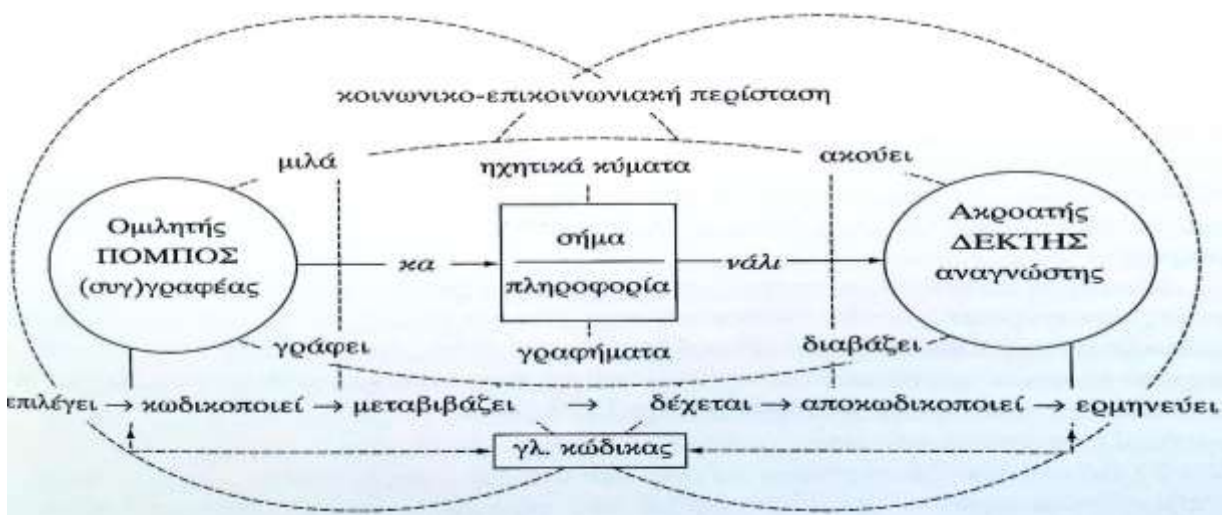 κοινωνικο-επικοινωνιακή περίσταση
μιλά
ηχητικά κύματα
ακούει
Ομιλητής
ΠΟΜΠΟΣ
(συγ)γραφέας
κα
σήμα
πληροφορία
νάλι
Ακροατής
ΔΕΚΤΗΣ
αναγνώστης
γράφει
γραφήματα
διαβάζει
επιλέγει → κωδικοποιεί → μεταβιβάζει → δέχεται → αποκωδικοποιεί → ερμηνεύει
γλ. κώδικας